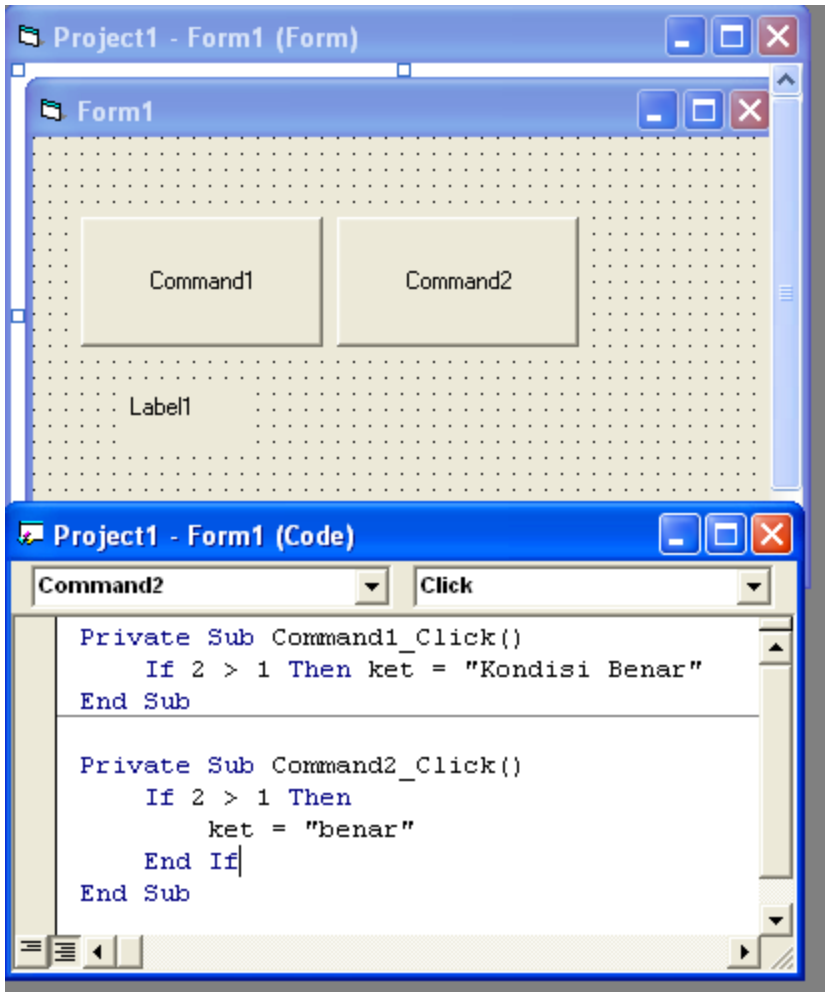 Project1 - Form1 (Form)
Form1
Command1 Command2
Label1
Project1 - Form1 (Code)
Command2 Click
Private Sub Command1_Click()
    If 2 > 1 Then ket = "Kondisi Benar"
End Sub
Private Sub Command2_Click()
    If 2 > 1 Then
        ket = "benar"
    End If
End Sub